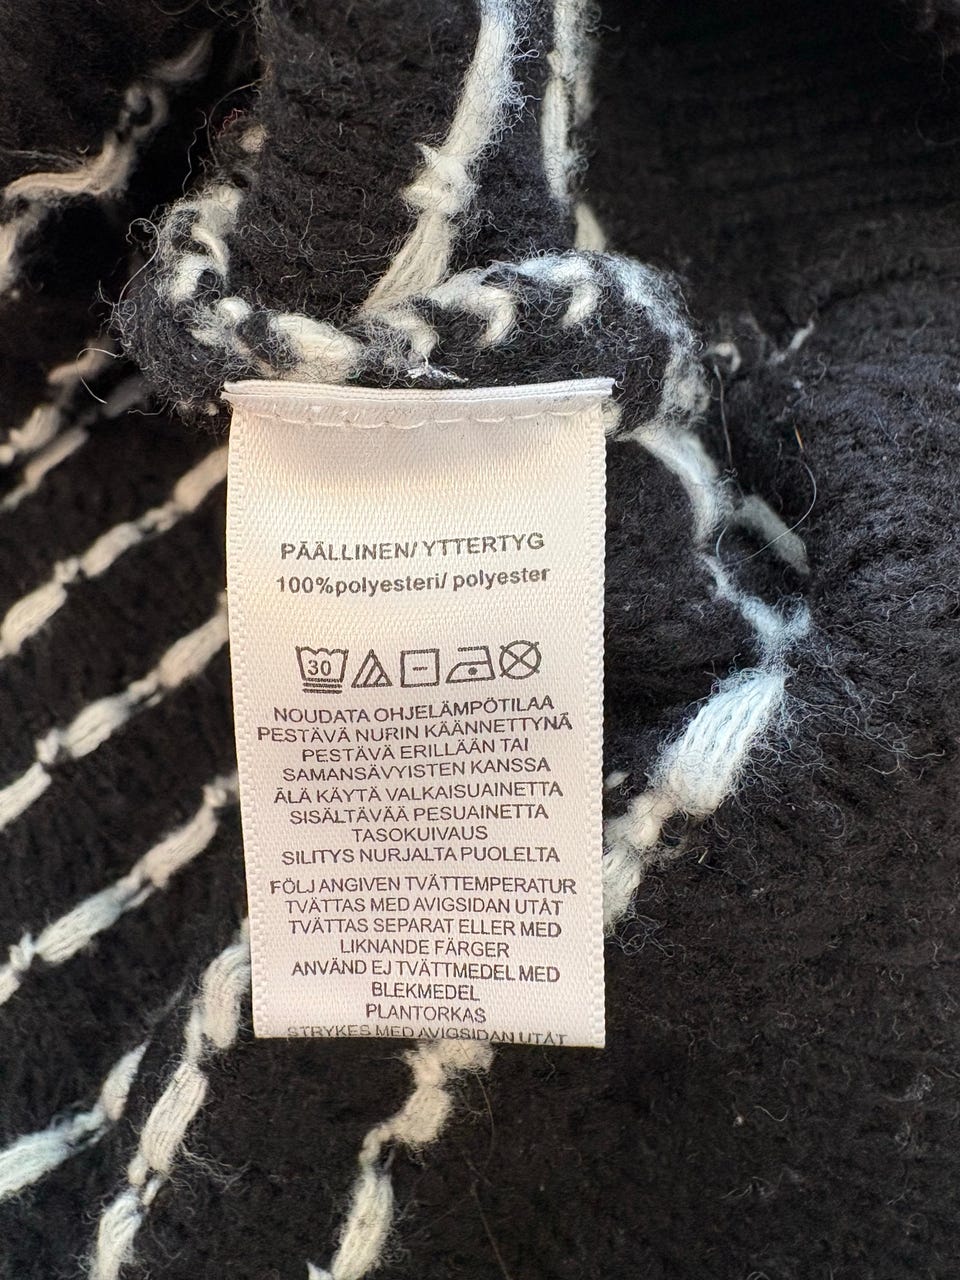 PÄÄLLINEN/ YTTERTYG
100%polyesteri/ polyester
30
NOUDATA OHJELÄMPÖTILAA
PESTÄVÄ NURIN KÄÄNNETTYNÄ
PESTÄVÄ ERILLÄÄN TAI
SAMANSÄVYISTEN KANSSA
ÄLÄ KÄYTÄ VALKAISUAINETTA
SISÄLTÄVÄÄ PESUAINETTA
TASOKUIVAUS
SILITYS NURJALTA PUOLELTA
FÖLJ ANGIVEN TVÄTTEMPERATUR
TVÄTTAS MED AVIGSIDAN UTÅT
TVÄTTAS SEPARAT ELLER MED
LIKNANDE FÄRGER
ANVÄND EJ TVÄTTMEDEL MED
BLEKMEDEL
PLANTORKAS
STRYKES MED AVIGSIDAN UTÅT